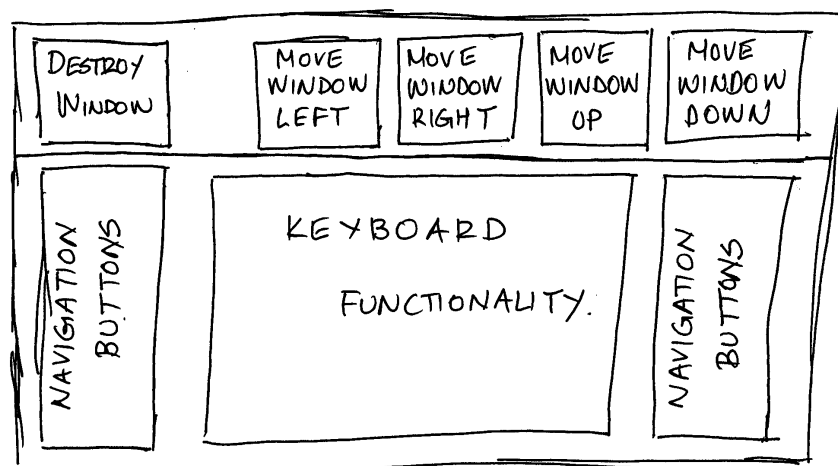 DESTROY
WINDOW
MOVE
WINDOW
LEFT
MOVE
WINDOW
RIGHT
MOVE
WINDOW
UP
MOVE
WINDOW
DOWN
NAVIGATION
BUTTONS
KEYBOARD
FUNCTIONALITY.
NAVIGATION
BUTTONS